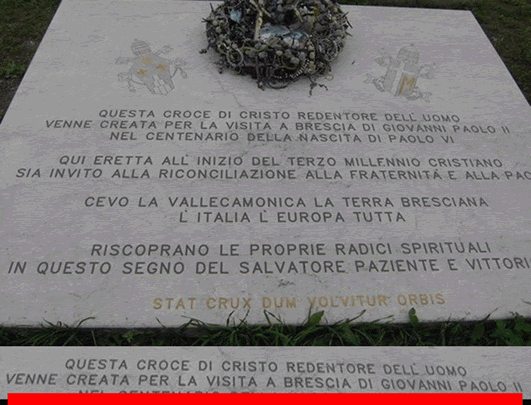 QUESTA CROCE DI CRISTO REDENTORE DELL'UOMO
VENNE CREATA PER LA VISITA A BRESCIA DI GIOVANNI PAOLO II
NEL CENTENARIO DELLA NASCITA DI PAOLO VI
QUI ERETTA ALL'INIZIO DEL TERZO MILLENNIO CRISTIANO
SIA INVITO ALLA RICONCILIAZIONE ALLA FRATERNITÀ E ALLA PAC
CEVO LA VALLECAMONICA LA TERRA BRESCIANA
L'ITALIA L'EUROPA TUTTA
RISCOPRANO LE PROPRIE RADICI SPIRITUALI
IN QUESTO SEGNO DEL SALVATORE PAZIENTE E VITTORI
STAT CRUX DUM VOLVITUR ORBIS
QUESTA CROCE DI CRISTO REDENTORE DELL'UOMO
VENNE CREATA PER LA VISITA A BRESCIA DI GIOVANNI PAOLO II